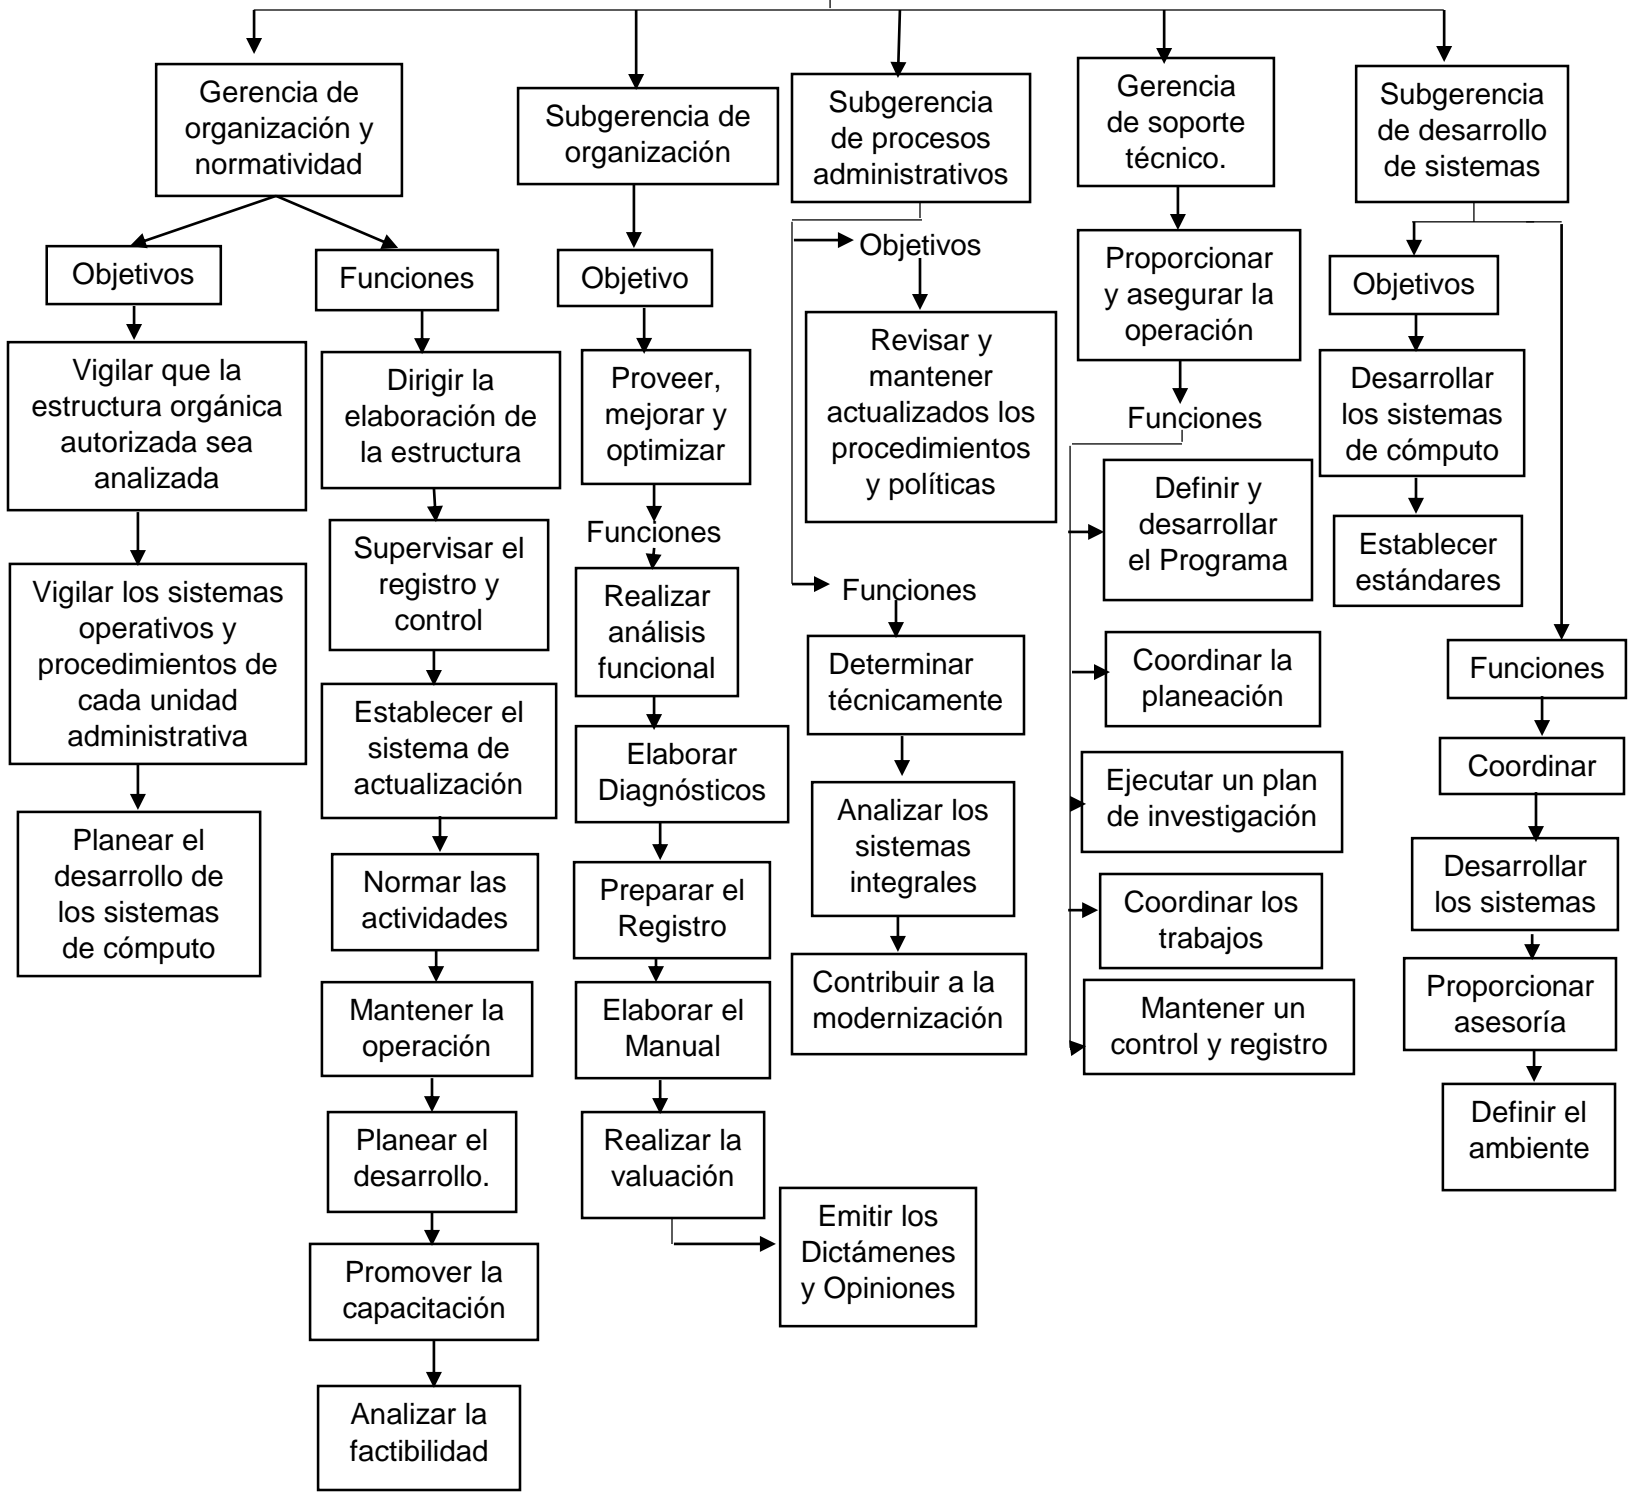 Gerencia de
organización y
normatividad
Objetivos
Vigilar que la
estructura orgánica
autorizada sea
analizada
Vigilar los sistemas
operativos y
procedimientos de
cada unidad
administrativa
Planear el
desarrollo de
los sistemas
de cómputo
Funciones
Dirigir la
elaboración de
la estructura
Supervisar el
registro y
control
Establecer el
sistema de
actualización
Normar las
actividades
Mantener la
operación
Planear el
desarrollo.
Promover la
capacitación
Analizar la
factibilidad
Subgerencia de
organización
Objetivo
Proveer,
mejorar y
optimizar
Funciones
Realizar
análisis
funcional
Elaborar
Diagnósticos
Preparar el
Registro
Elaborar el
Manual
Realizar la
valuación
Emitir los
Dictámenes
y Opiniones
Subgerencia
de procesos
administrativos
Objetivos
Revisar y
mantener
actualizados los
procedimientos
y políticas
Funciones
Determinar
técnicamente
Analizar los
sistemas
integrales
Contribuir a la
modernización
Gerencia
de soporte
técnico.
Proporcionar
y asegurar la
operación
Funciones
Definir y
desarrollar
el Programa
Coordinar la
planeación
Ejecutar un plan
de investigación
Coordinar los
trabajos
Mantener un
control y registro
Subgerencia
de desarrollo
de sistemas
Objetivos
Desarrollar
los sistemas
de cómputo
Establecer
estándares
Funciones
Coordinar
Desarrollar
los sistemas
Proporcionar
asesoría
Definir el
ambiente